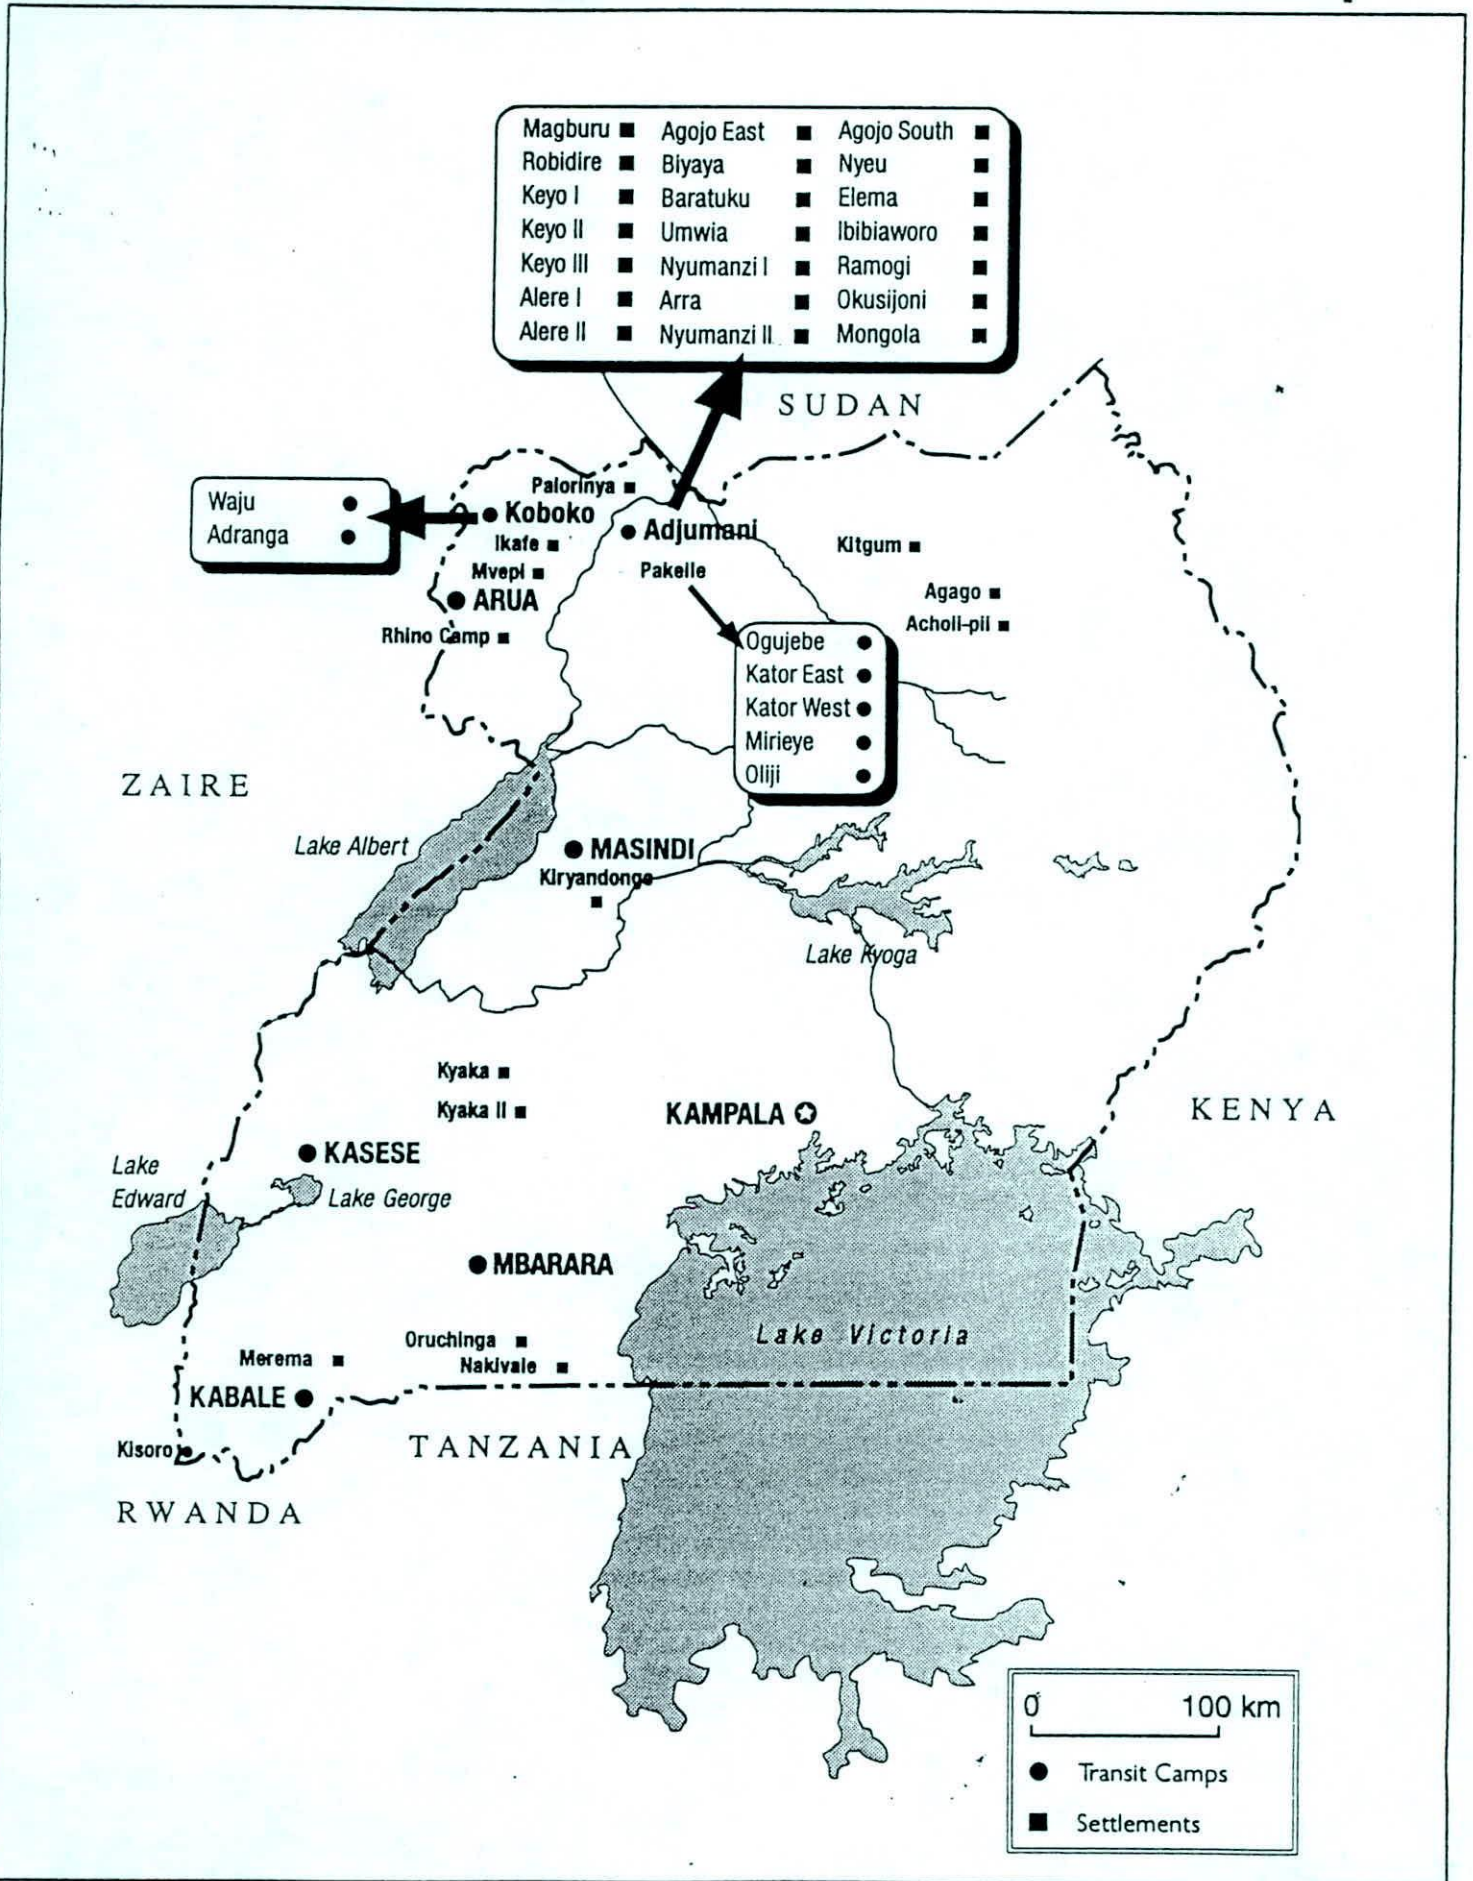 Magburu ■ Agojo East ■ Agojo South ■
Robidire ■ Biyaya ■ Nyeu ■
Keyo I ■ Baratuku ■ Elema ■
Keyo II ■ Umwia ■ Ibibiaworo ■
Keyo III ■ Nyumanzi I ■ Ramogi ■
Alere I ■ Arra ■ Okusijoni ■
Alere II ■ Nyumanzi II ■ Mongola ■
SUDAN
Palorinya ■
Waju ●
Adranga ●
● Koboko
● Adjumani
Ikafe ■
Kitgum ■
Mvepi ■
Pakelle
Agago ■
● ARUA
Acholi-pii ■
Rhino Camp ■
Ogujebe ●
Kator East ●
Kator West ●
Mirieye ●
Oliji ●
ZAIRE
Lake Albert
● MASINDI
Kiryandongo
■
Lake Kyoga
Kyaka ■
Kyaka II ■
KAMPALA ✪
KENYA
● KASESE
Lake
Edward
Lake George
● MBARARA
Lake Victoria
Oruchinga ■
Merema ■
Nakivale ■
KABALE ●
Kisoro ●
TANZANIA
RWANDA
0 100 km
● Transit Camps
■ Settlements